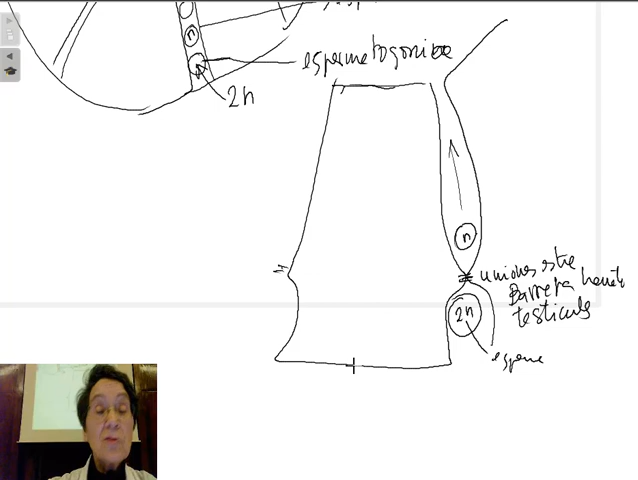 n
espermatogonias
2n
n
uniones estre
Barrera hemato
testicular
2n
esperma